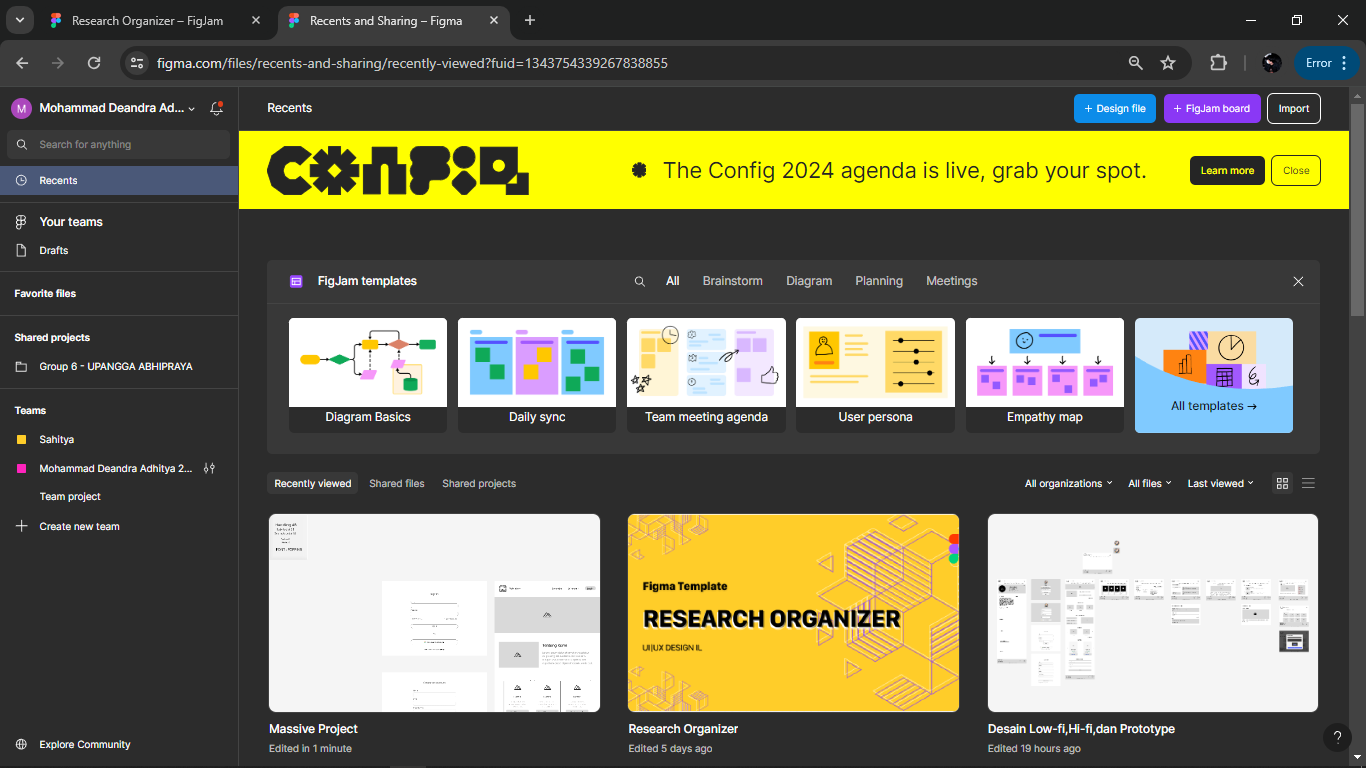 Research Organizer – FigJam
Recents and Sharing – Figma
figma.com/files/recents-and-sharing/recently-viewed?fuid=1343754339267838855
Error
M
Mohammad Deandra Ad...
Search for anything
Recents
Your teams
Drafts
Favorite files
Shared projects
Group 6 - UPANGGA ABHIPRAYA
Teams
Sahitya
Mohammad Deandra Adhitya 2...
Team project
Create new team
Explore Community
Recents
+ Design file
+ FigJam board
Import
CONFIG
The Config 2024 agenda is live, grab your spot.
Learn more
Close
FigJam templates
All
Brainstorm
Diagram
Planning
Meetings
Diagram Basics
Daily sync
Team meeting agenda
User persona
Empathy map
All templates →
Recently viewed
Shared files
Shared projects
All organizations
All files
Last viewed
Figma Template
RESEARCH ORGANIZER
UI|UX DESIGN IL
Massive Project
Edited in 1 minute
Research Organizer
Edited 5 days ago
Desain Low-fi,Hi-fi,dan Prototype
Edited 19 hours ago
?